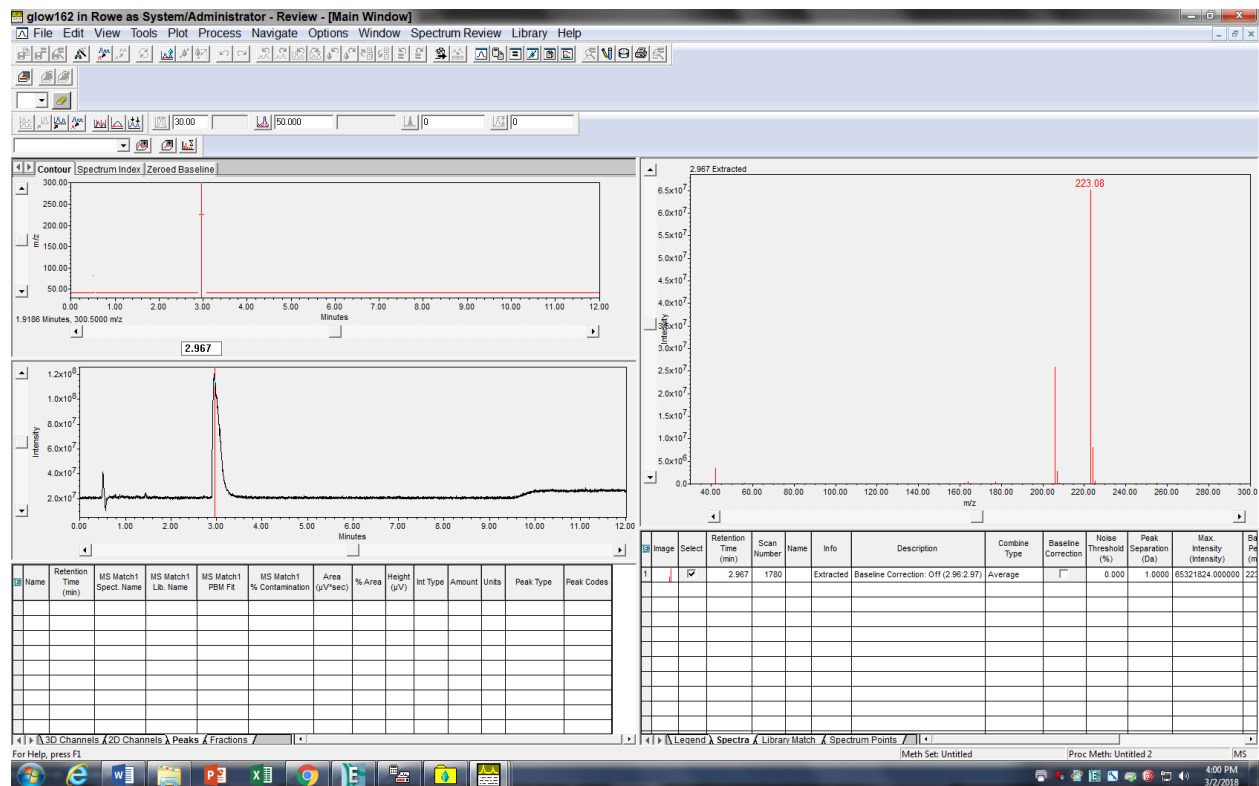 glow162 in Rowe as System/Administrator - Review - [Main Window]
File Edit View Tools Plot Process Navigate Options Window Spectrum Review Library Help
30.00 50.000 0 0
Contour Spectrum Index Zeroed Baseline
300.00
250.00
200.00
150.00
100.00
50.00
m/z
0.00 1.00 2.00 3.00 4.00 5.00 6.00 7.00 8.00 9.00 10.00 11.00 12.00
Minutes
1.9186 Minutes, 300.5000 m/z
2.967
1.2x10⁸
1.0x10⁸
8.0x10⁷
6.0x10⁷
4.0x10⁷
2.0x10⁷
Intensity
0.00 1.00 2.00 3.00 4.00 5.00 6.00 7.00 8.00 9.00 10.00 11.00 12.00
Minutes
Name Retention Time (min) MS Match1 Spect. Name MS Match1 Lib. Name MS Match1 PBM Fit MS Match1 % Contamination Area (µV*sec) % Area Height (µV) Int Type Amount Units Peak Type Peak Codes
3D Channels 2D Channels Peaks Fractions
2.967 Extracted
223.08
6.5x10⁷
6.0x10⁷
5.5x10⁷
5.0x10⁷
4.5x10⁷
4.0x10⁷
3.5x10⁷
3.0x10⁷
2.5x10⁷
2.0x10⁷
1.5x10⁷
1.0x10⁷
5.0x10⁶
0.0
Intensity
40.00 60.00 80.00 100.00 120.00 140.00 160.00 180.00 200.00 220.00 240.00 260.00 280.00 300.0
m/z
Image Select Retention Time (min) Scan Number Name Info Description Combine Type Baseline Correction Noise Threshold (%) Peak Separation (Da) Max. Intensity (Intensity) Ba Pe (m
1 2.967 1780 Extracted Baseline Correction: Off (2.96:2.97) Average 0.000 1.0000 65321824.000000 223
Legend Spectra Library Match Spectrum Points
For Help, press F1 Meth Set: Untitled Proc Meth: Untitled 2 MS
4:00 PM
3/2/2018